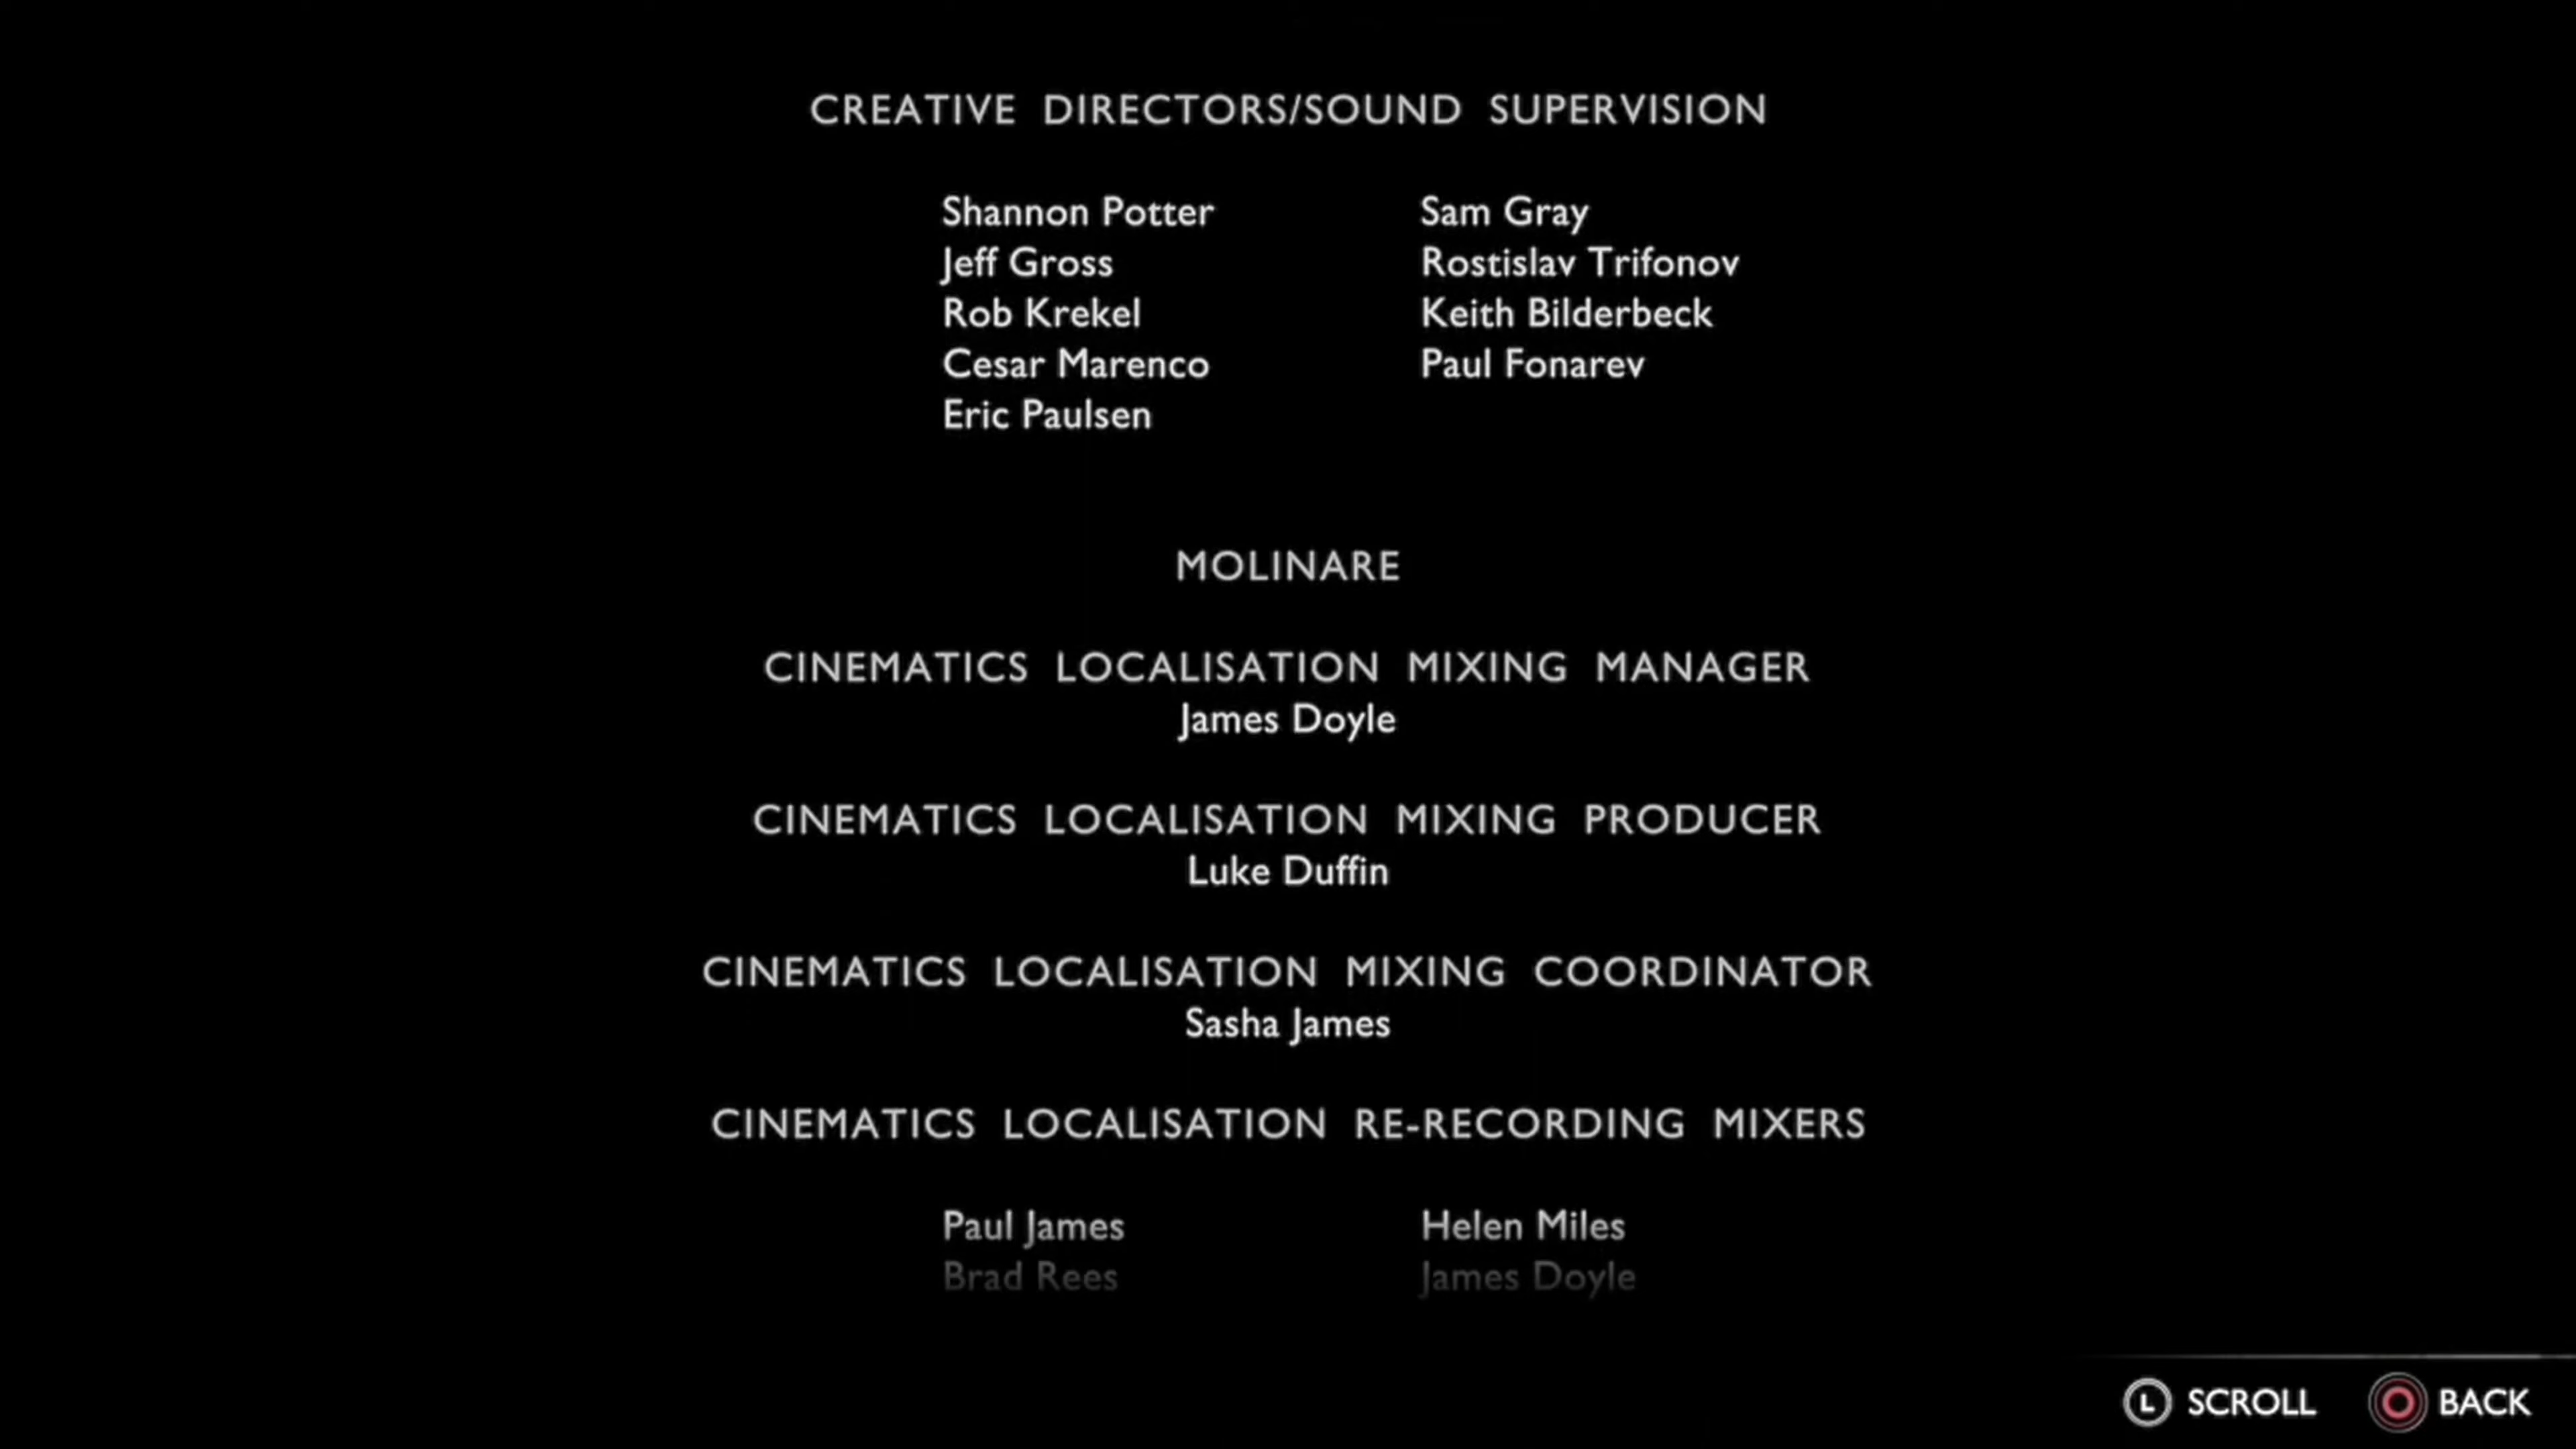 CREATIVE DIRECTORS/SOUND SUPERVISION
Shannon Potter
Jeff Gross
Rob Krekel
Cesar Marenco
Eric Paulsen
Sam Gray
Rostislav Trifonov
Keith Bilderbeck
Paul Fonarev
MOLINARE
CINEMATICS LOCALISATION MIXING MANAGER
James Doyle
CINEMATICS LOCALISATION MIXING PRODUCER
Luke Duffin
CINEMATICS LOCALISATION MIXING COORDINATOR
Sasha James
CINEMATICS LOCALISATION RE-RECORDING MIXERS
Paul James
Brad Rees
Helen Miles
James Doyle
L SCROLL
BACK